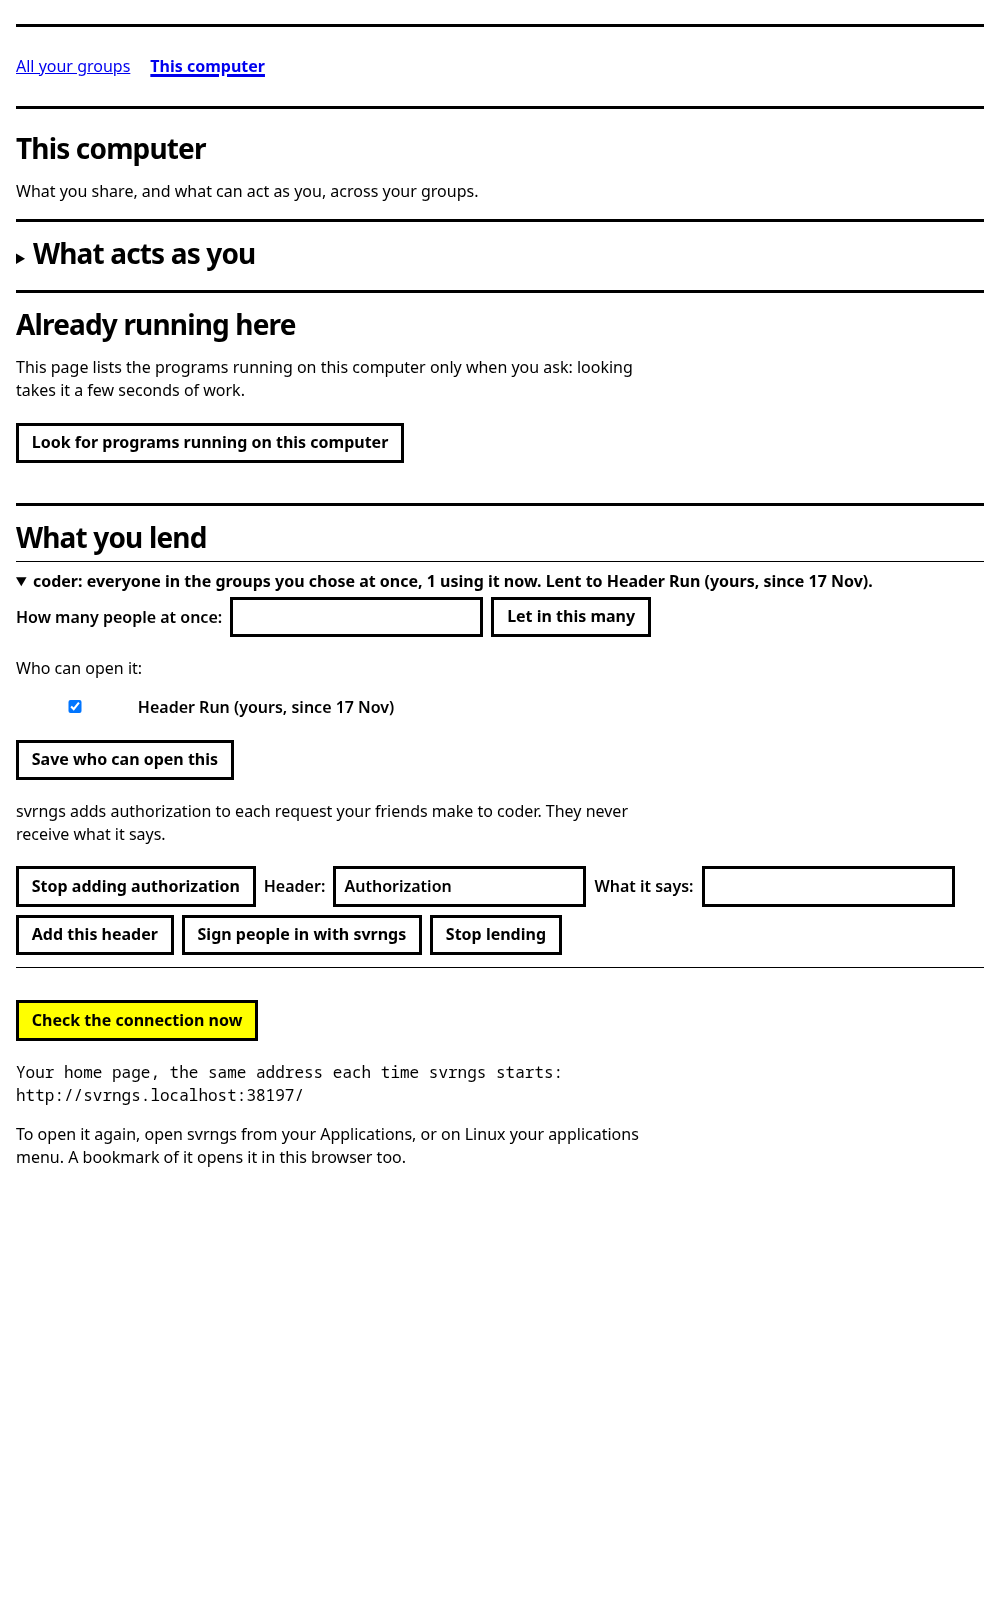 All your groups This computer
This computer
What you share, and what can act as you, across your groups.
What acts as you
Already running here
This page lists the programs running on this computer only when you ask: looking
takes it a few seconds of work.
Look for programs running on this computer
What you lend
coder: everyone in the groups you chose at once, 1 using it now. Lent to Header Run (yours, since 17 Nov).
How many people at once: Let in this many
Who can open it:
Header Run (yours, since 17 Nov)
Save who can open this
svrngs adds authorization to each request your friends make to coder. They never
receive what it says.
Stop adding authorization Header: Authorization What it says:
Add this header Sign people in with svrngs Stop lending
Check the connection now
Your home page, the same address each time svrngs starts:
http://svrngs.localhost:38197/
To open it again, open svrngs from your Applications, or on Linux your applications
menu. A bookmark of it opens it in this browser too.